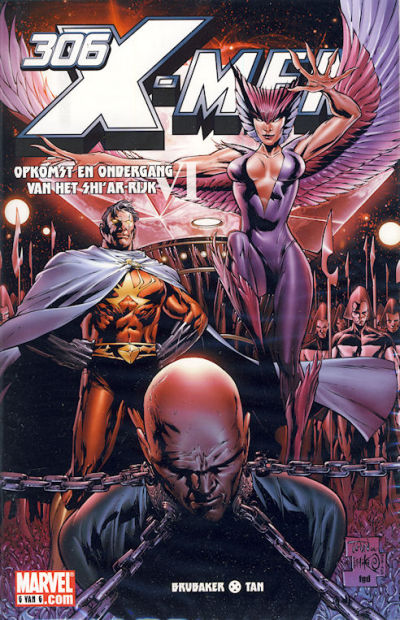 306
X-MEN
OPKOMST EN ONDERGANG
VAN HET SHI'AR-RIJK
VI
MARVEL
6 VAN 6
.com
BRUBAKER TAN